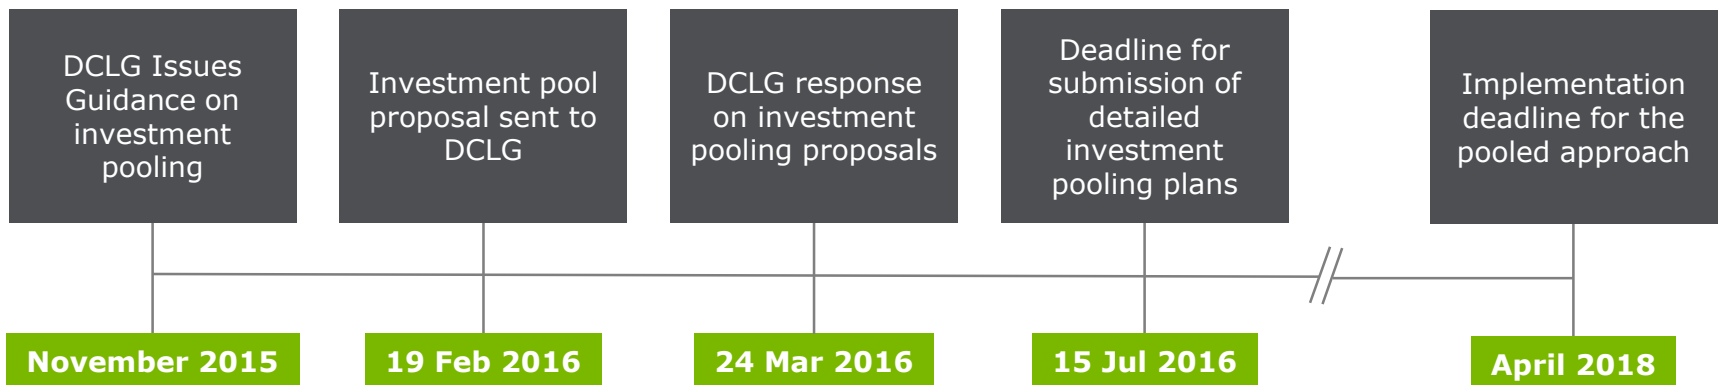 DCLG Issues
Guidance on
investment
pooling
Investment pool
proposal sent to
DCLG
DCLG response
on investment
pooling proposals
Deadline for
submission of
detailed
investment
pooling plans
Implementation
deadline for the
pooled approach
November 2015
19 Feb 2016
24 Mar 2016
15 Jul 2016
April 2018